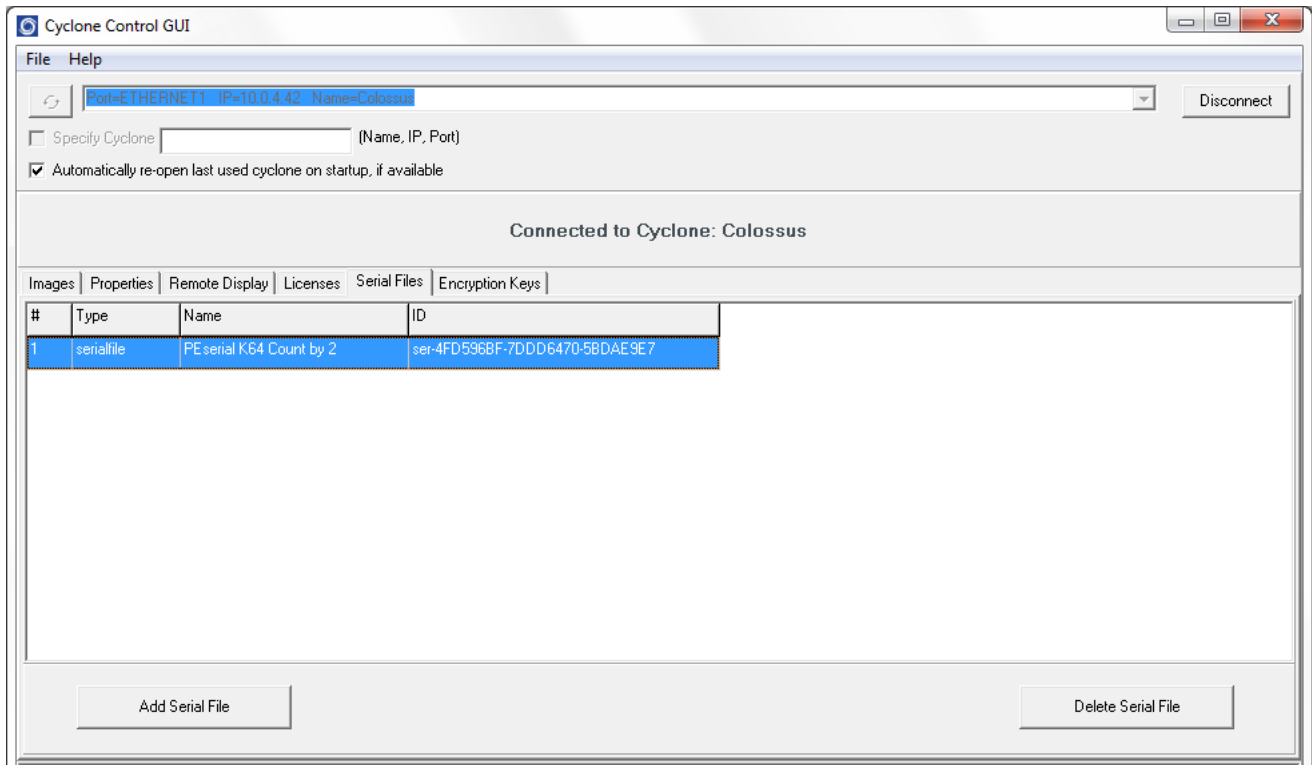 Cyclone Control GUI
File Help
Port=ETHERNET1 IP=10.0.4.42 Name=Colossus
Disconnect
Specify Cyclone (Name, IP, Port)
Automatically re-open last used cyclone on startup, if available
Connected to Cyclone: Colossus
Images Properties Remote Display Licenses Serial Files Encryption Keys
# Type Name ID
1 serialfile PEserial K64 Count by 2 ser-4FD596BF-7DDD6470-5BDAE9E7
Add Serial File Delete Serial File